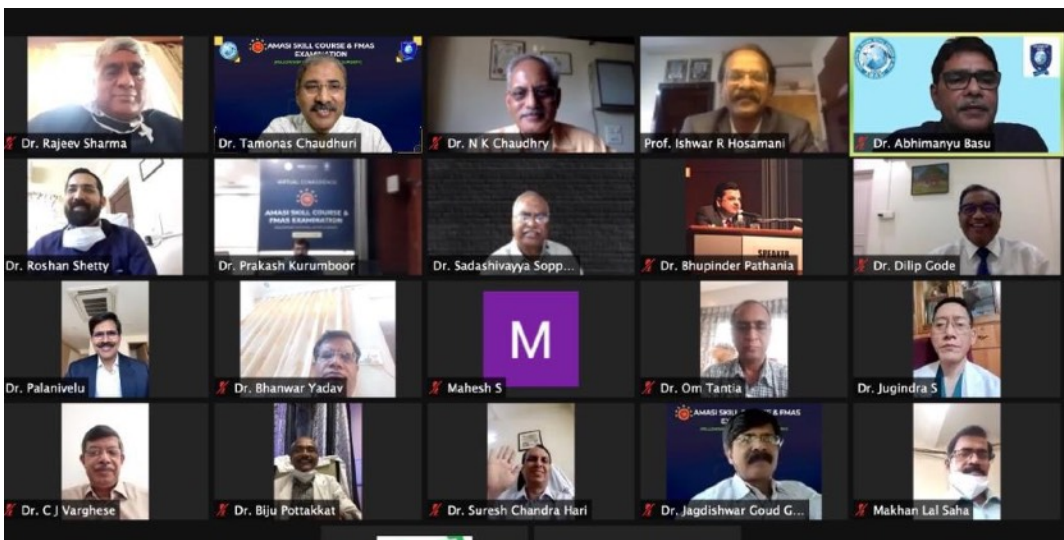 AMASI SKILL COURSE & FMAS
EXAMINATION
Dr. Rajeev Sharma
Dr. Tamonas Chaudhuri
Dr. N K Chaudhry
Prof. Ishwar R Hosamani
Dr. Abhimanyu Basu
VIRTUAL CONFERENCE
AMASI SKILL COURSE &
FMAS EXAMINATION
SPEAKER
Dr. Roshan Shetty
Dr. Prakash Kurumboor
Dr. Sadashivayya Sopp...
Dr. Bhupinder Pathania
Dr. Dilip Gode
M
Dr. Palanivelu
Dr. Bhanwar Yadav
Mahesh S
Dr. Om Tantia
Dr. Jugindra S
AMASI SKILL COURSE & FMAS
Dr. C J Varghese
Dr. Biju Pottakkat
Dr. Suresh Chandra Hari
Dr. Jagdishwar Goud G...
Makhan Lal Saha